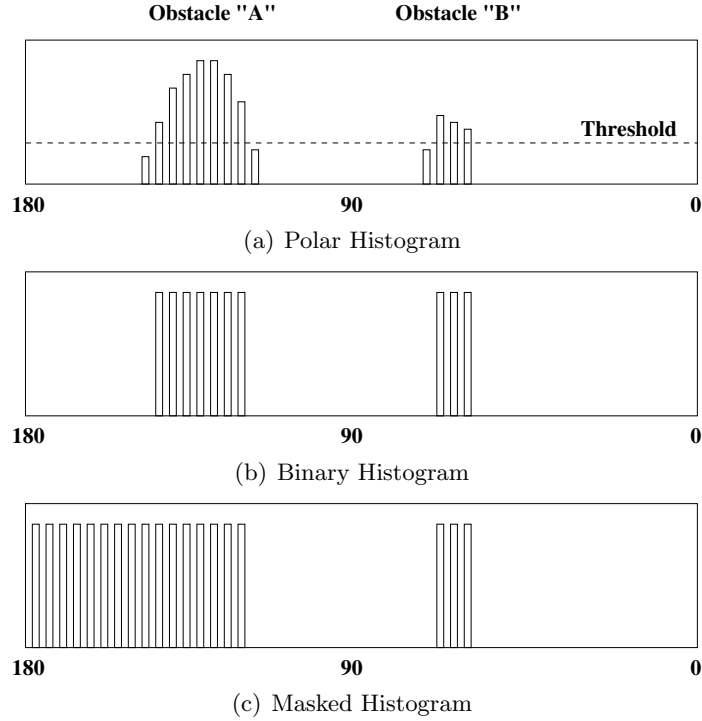 Obstacle "A" Obstacle "B"
Threshold
180 90 0
(a) Polar Histogram
180 90 0
(b) Binary Histogram
180 90 0
(c) Masked Histogram